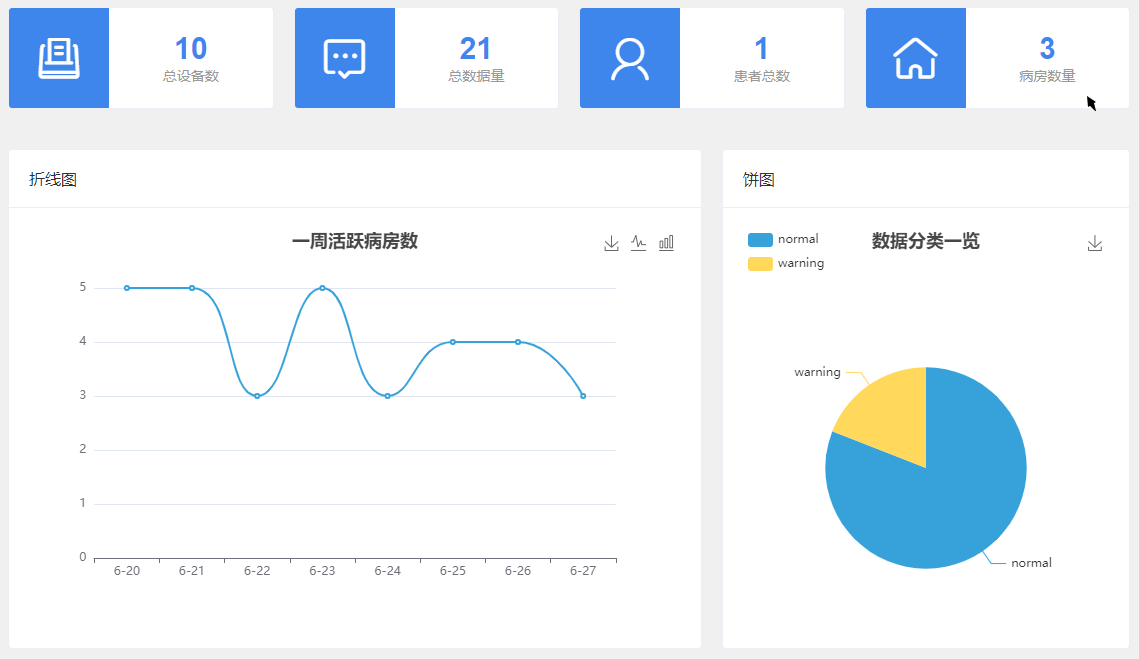 10
总设备数
21
总数据量
1
患者总数
3
病房数量
折线图
一周活跃病房数
5
4
3
2
1
0
6-20
6-21
6-22
6-23
6-24
6-25
6-26
6-27
饼图
normal
warning
数据分类一览
warning
normal